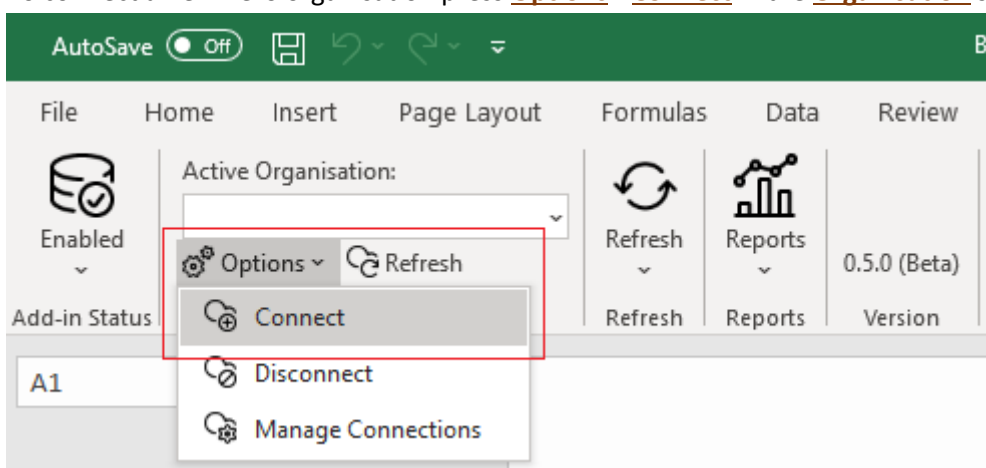 AutoSave Off B
File Home Insert Page Layout Formulas Data Review
Active Organisation:
Enabled
Options Refresh
Refresh
Reports
0.5.0 (Beta)
Add-in Status
Connect
Refresh
Reports
Version
A1
Disconnect
Manage Connections